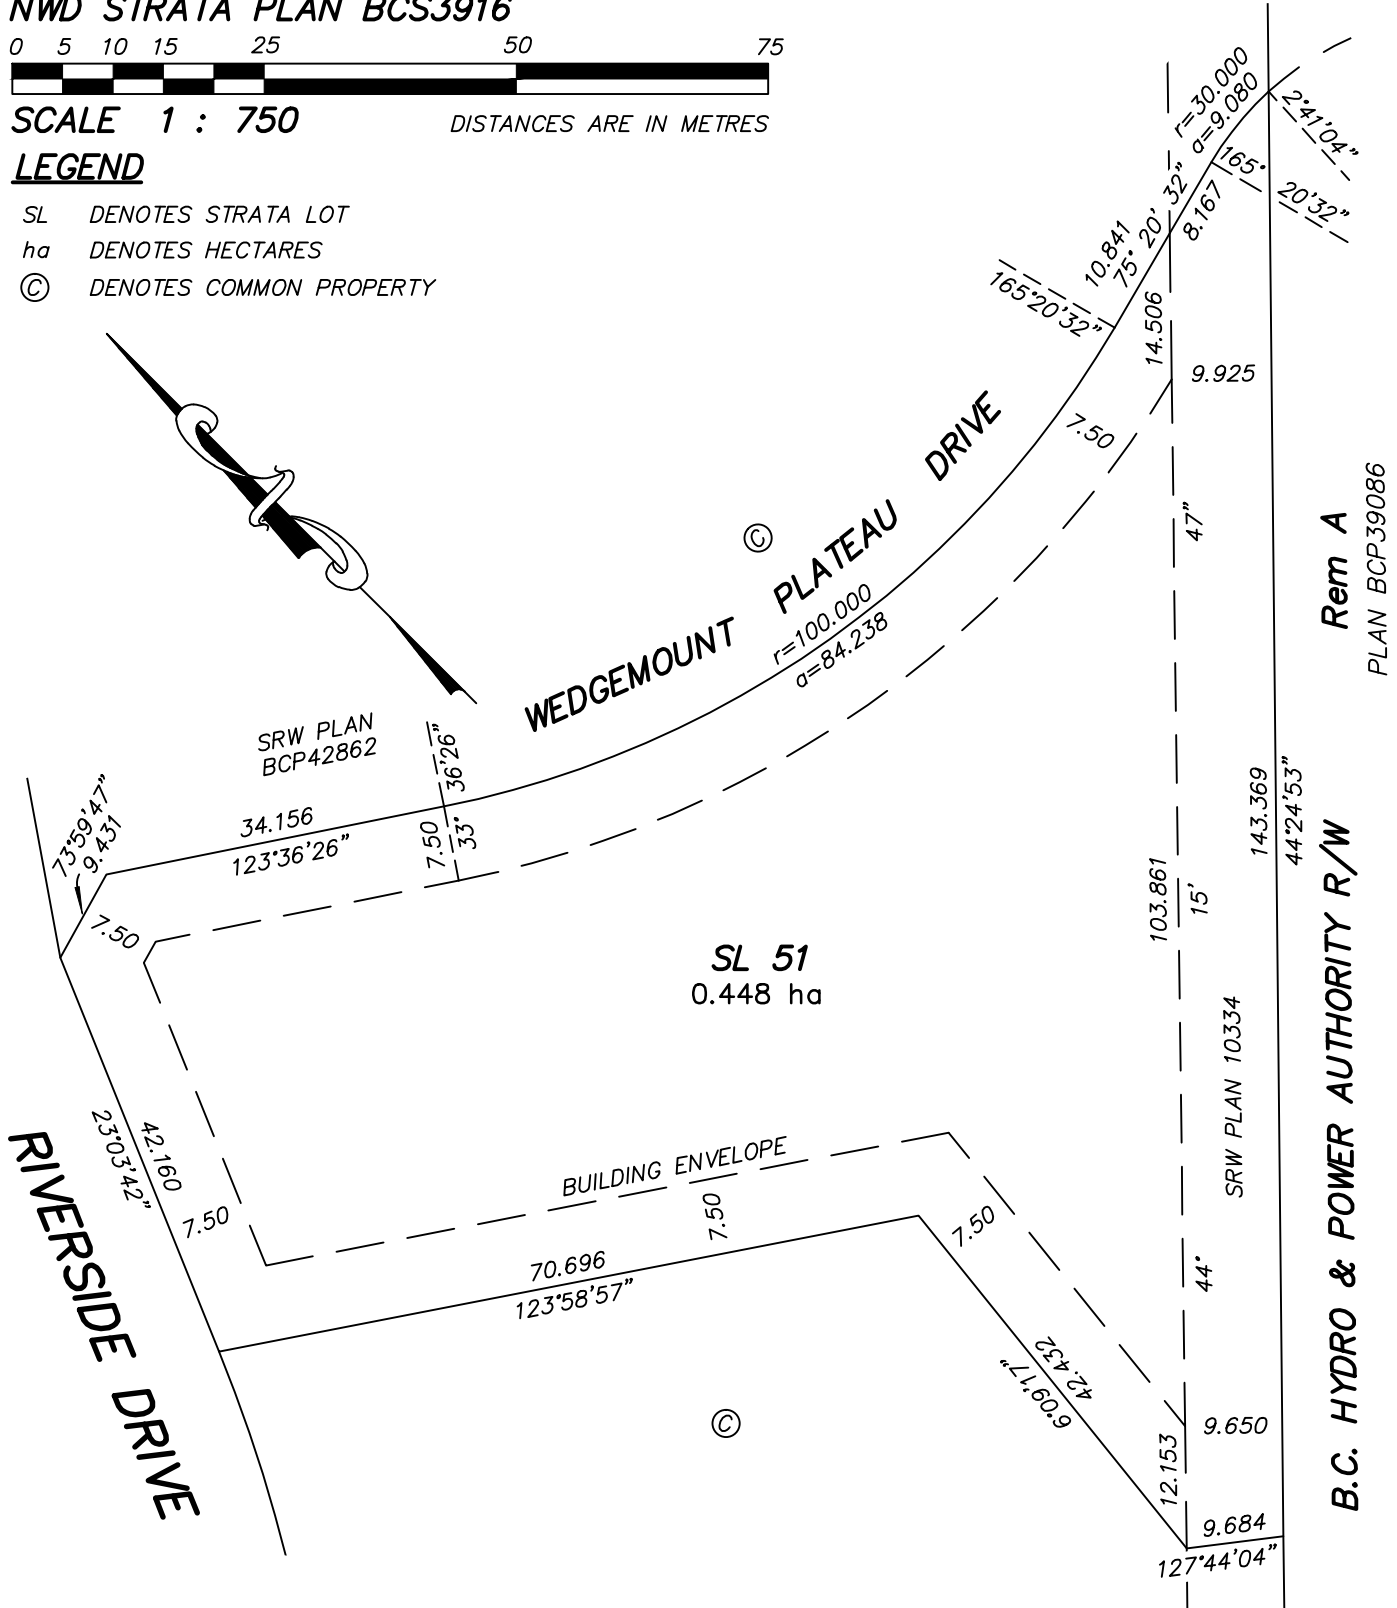 NWD STRATA PLAN BCS3916
0 5 10 15 25 50 75
SCALE 1 : 750
DISTANCES ARE IN METRES
LEGEND
SL DENOTES STRATA LOT
ha DENOTES HECTARES
Ⓒ DENOTES COMMON PROPERTY
r=30.000
a=9.080
2°41'04"
165°
20'32"
8.167
10.841
75° 20' 32"
165°20'32"
14.506
9.925
7.50
WEDGEMOUNT PLATEAU DRIVE
Ⓒ
r=100.000
a=84.238
47"
Rem A
PLAN BCP39086
SRW PLAN
BCP42862
36'26"
33°
7.50
73°59'47"
9.431
34.156
123°36'26"
7.50
143.369
44°24'53"
103.861
15'
SL 51
0.448 ha
SRW PLAN 10334
B.C. HYDRO & POWER AUTHORITY R/W
42.160
23°03'42"
7.50
RIVERSIDE DRIVE
BUILDING ENVELOPE
7.50
7.50
70.696
123°58'57"
44°
42.432
6°09'17"
Ⓒ
9.650
12.153
9.684
127°44'04"